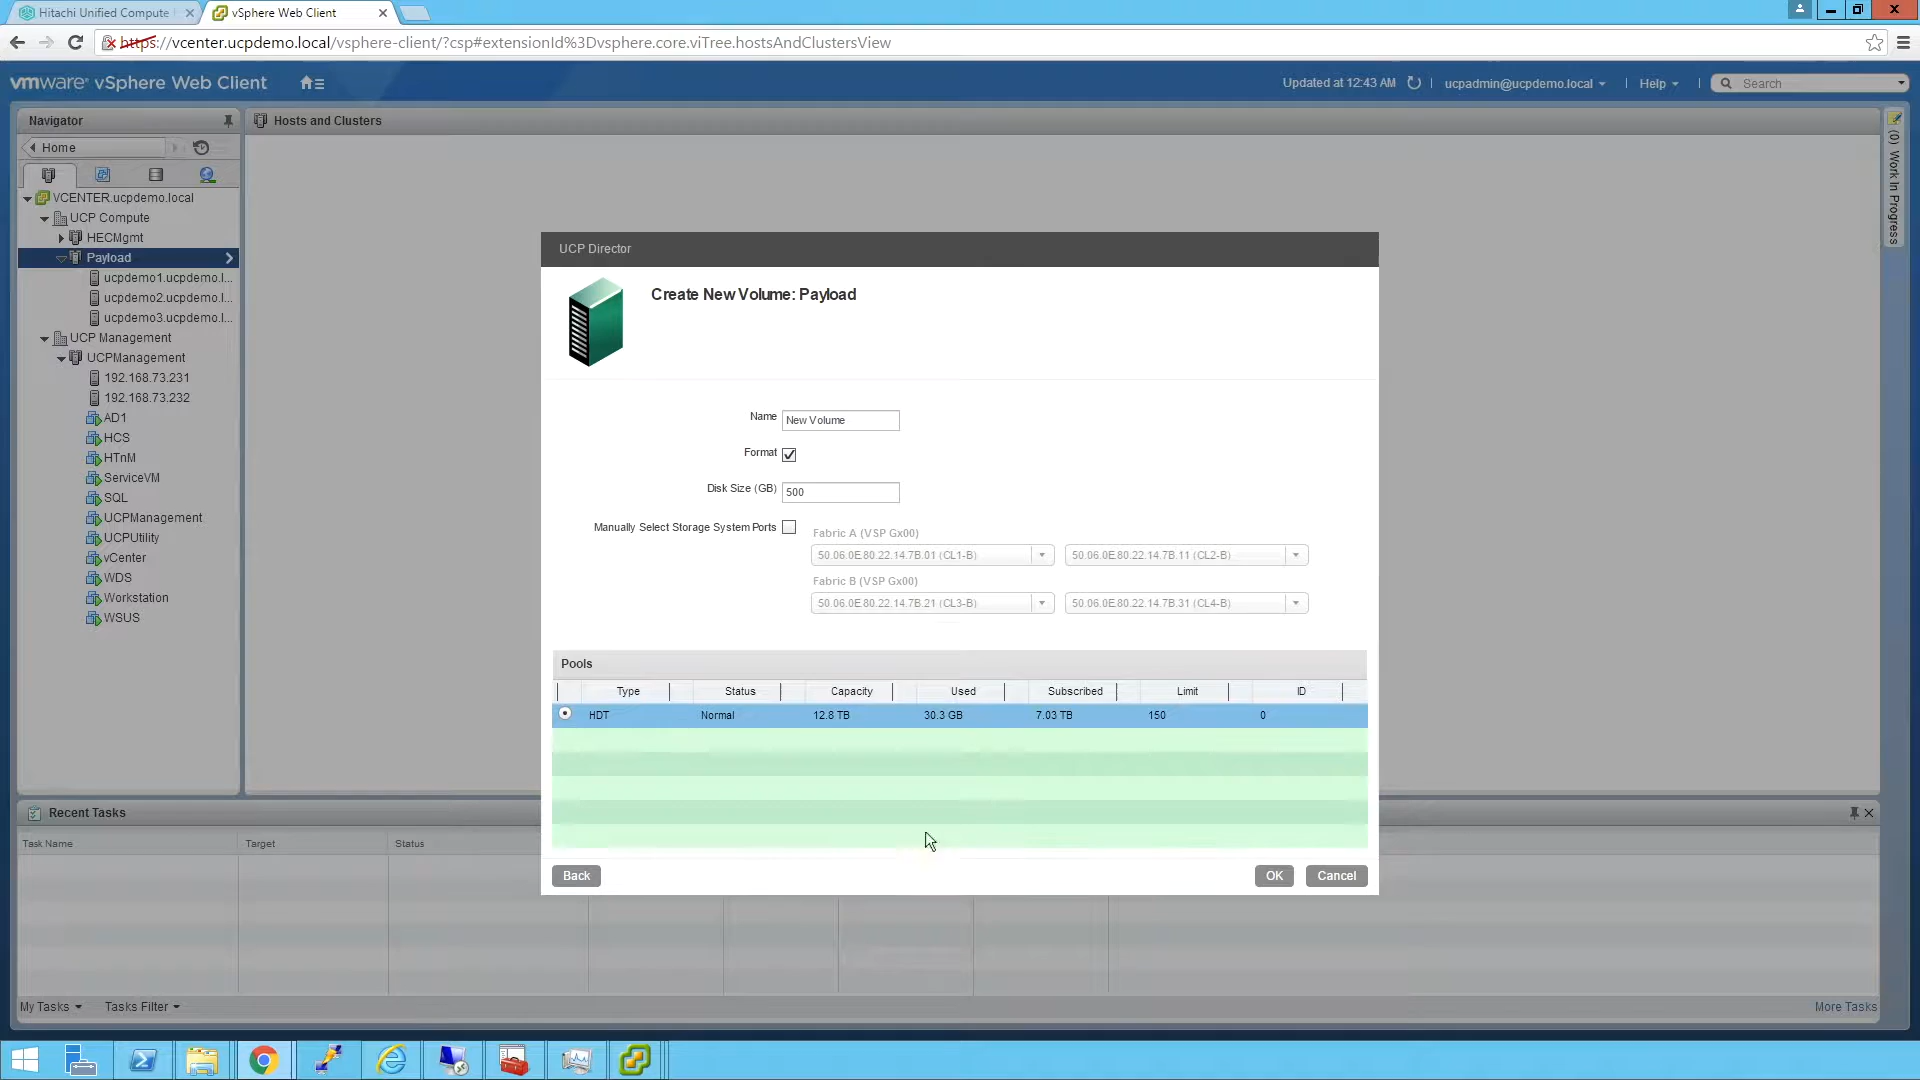 Hitachi Unified Compute
vSphere Web Client
https://vcenter.ucpdemo.local/vsphere-client/?csp#extensionId%3Dvsphere.core.viTree.hostsAndClustersView
vmware® vSphere Web Client
Updated at 12:43 AM
ucpadmin@ucpdemo.local
Help
Search
Navigator
Hosts and Clusters
(0) Work In Progress
Home
VCENTER.ucpdemo.local
UCP Compute
HECMgmt
Payload
ucpdemo1.ucpdemo.l...
ucpdemo2.ucpdemo.l...
ucpdemo3.ucpdemo.l...
UCP Management
UCPManagement
192.168.73.231
192.168.73.232
AD1
HCS
HTnM
ServiceVM
SQL
UCPManagement
UCPUtility
vCenter
WDS
Workstation
WSUS
UCP Director
Create New Volume: Payload
Name New Volume
Format
Disk Size (GB) 500
Manually Select Storage System Ports
Fabric A (VSP Gx00)
50.06.0E.80.22.14.7B.01 (CL1-B) 50.06.0E.80.22.14.7B.11 (CL2-B)
Fabric B (VSP Gx00)
50.06.0E.80.22.14.7B.21 (CL3-B) 50.06.0E.80.22.14.7B.31 (CL4-B)
Pools
Type Status Capacity Used Subscribed Limit ID
HDT Normal 12.8 TB 30.3 GB 7.03 TB 150 0
Back OK Cancel
Recent Tasks
Task Name Target Status
My Tasks Tasks Filter More Tasks